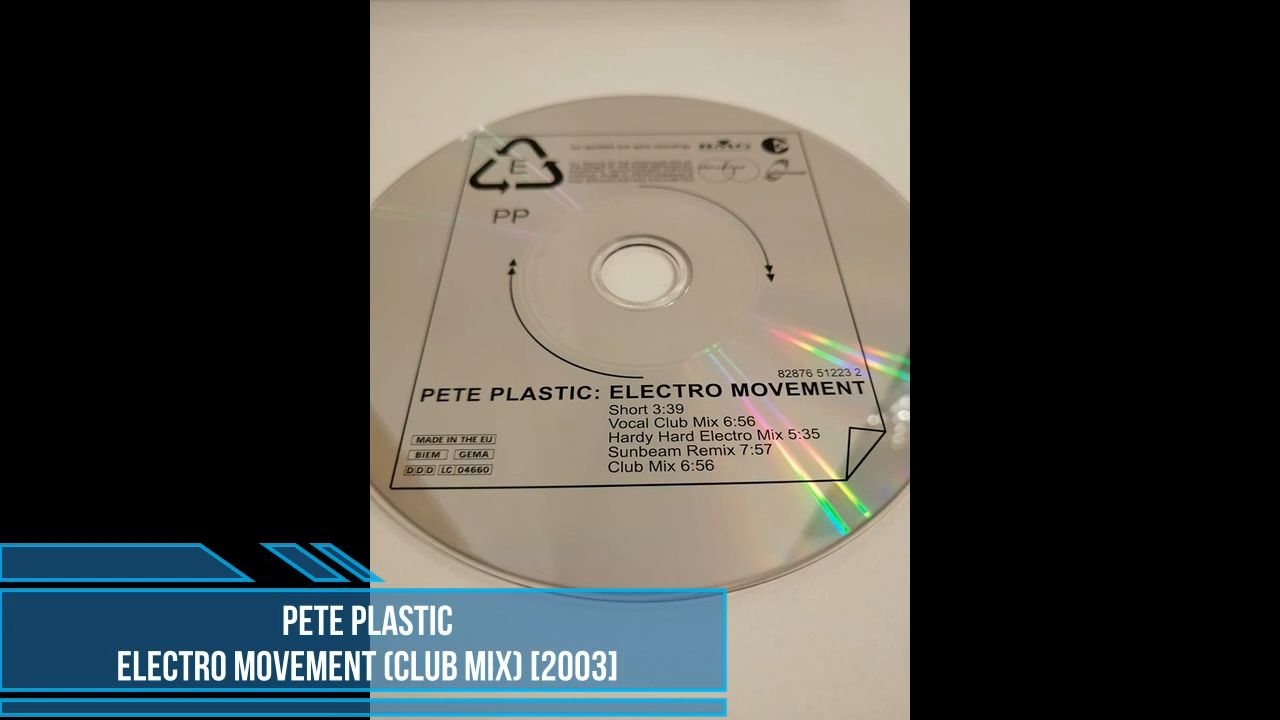 E
BMG
PP
82876 51223 2
PETE PLASTIC: ELECTRO MOVEMENT
Short 3:39
Vocal Club Mix 6:56
Hardy Hard Electro Mix 5:35
Sunbeam Remix 7:57
Club Mix 6:56
MADE IN THE EU
BIEM GEMA
DDD LC 04660
PETE PLASTIC
ELECTRO MOVEMENT (CLUB MIX) [2003]